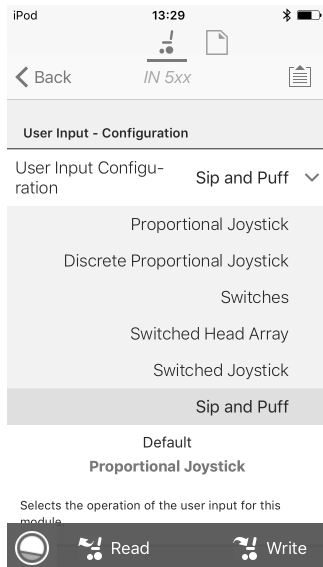 iPod 13:29
Back IN 5xx
User Input - Configuration
User Input Configu-
ration
Sip and Puff
Proportional Joystick
Discrete Proportional Joystick
Switches
Switched Head Array
Switched Joystick
Sip and Puff
Default
Proportional Joystick
Selects the operation of the user input for this
module
Read Write